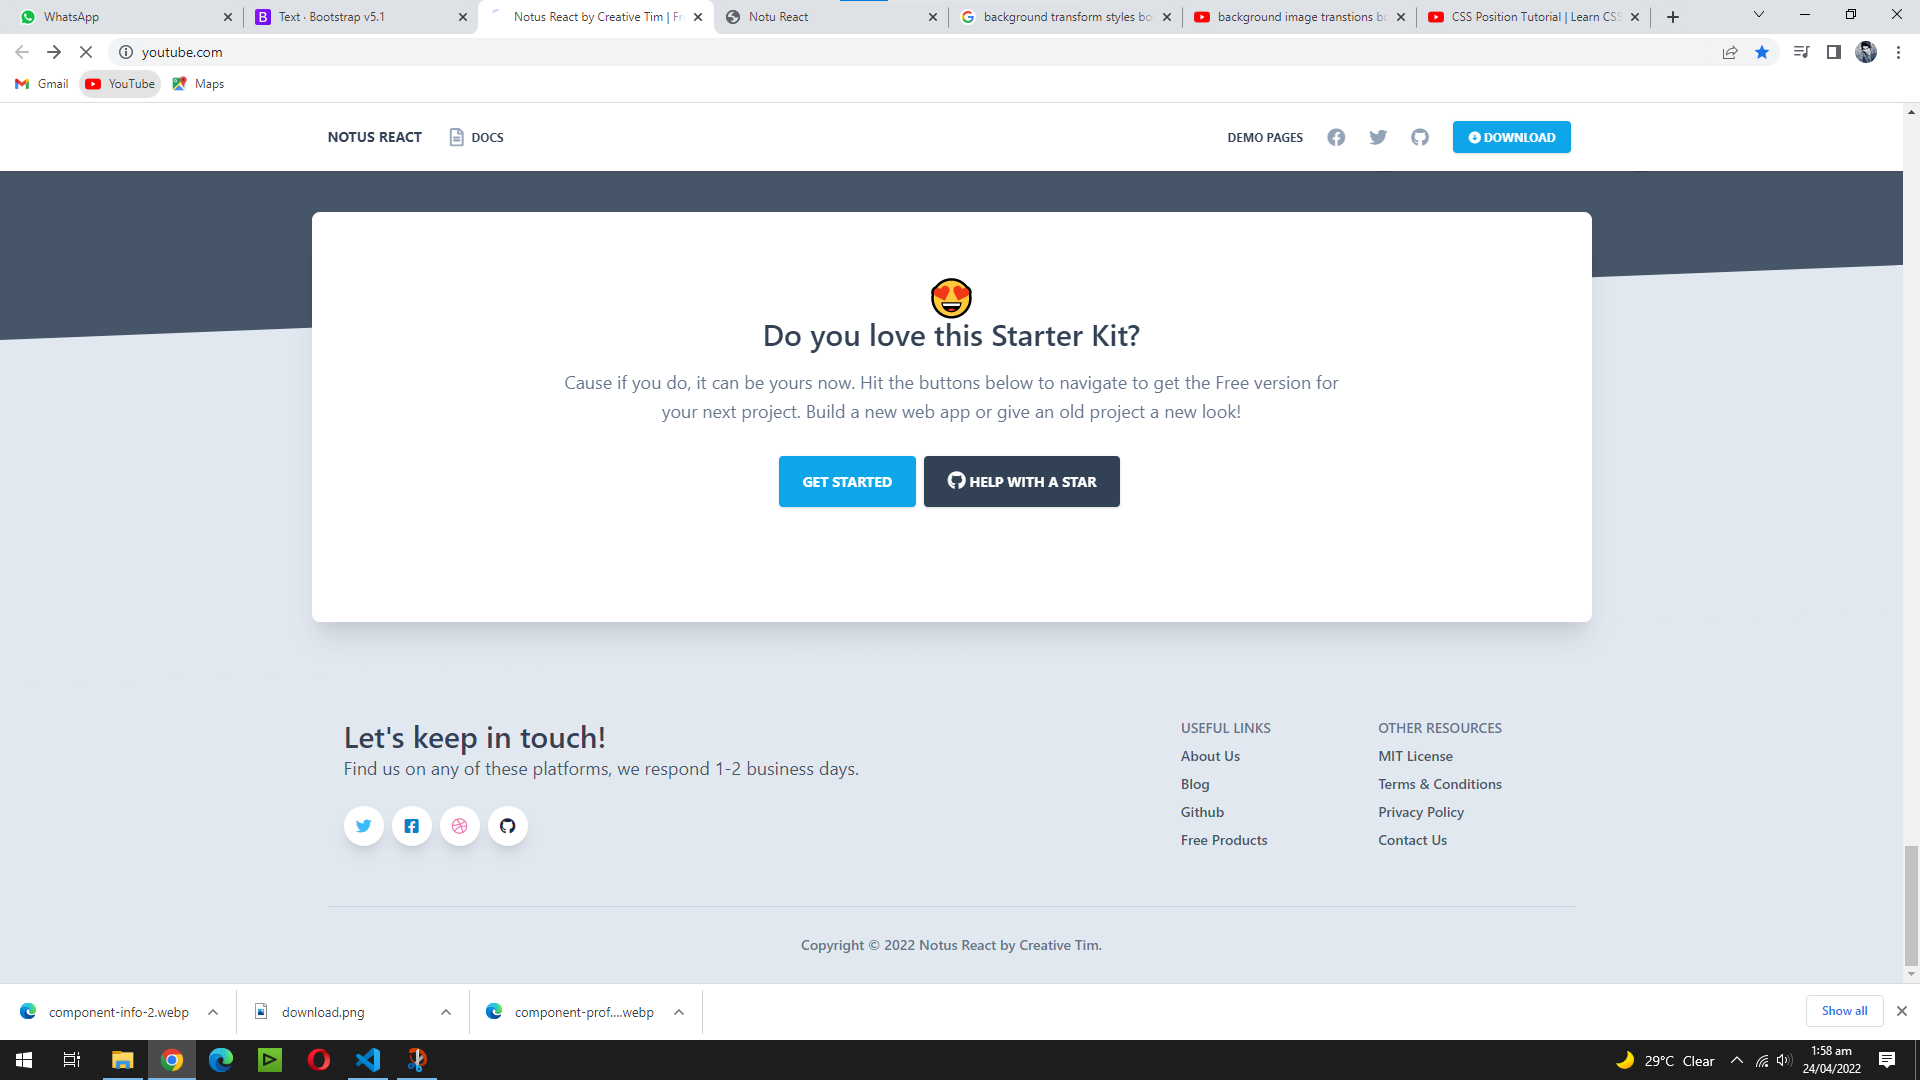 WhatsApp
Text · Bootstrap v5.1
Notus React by Creative Tim | Fr
Notu React
background transform styles bo
background image transtions bo
CSS Position Tutorial | Learn CSS
youtube.com
Gmail
YouTube
Maps
NOTUS REACT
DOCS
DEMO PAGES
DOWNLOAD
Do you love this Starter Kit?
Cause if you do, it can be yours now. Hit the buttons below to navigate to get the Free version for
your next project. Build a new web app or give an old project a new look!
GET STARTED
HELP WITH A STAR
Let's keep in touch!
Find us on any of these platforms, we respond 1-2 business days.
USEFUL LINKS
About Us
Blog
Github
Free Products
OTHER RESOURCES
MIT License
Terms & Conditions
Privacy Policy
Contact Us
Copyright © 2022 Notus React by Creative Tim.
component-info-2.webp
download.png
component-prof....webp
Show all
29°C Clear
1:58 am
24/04/2022